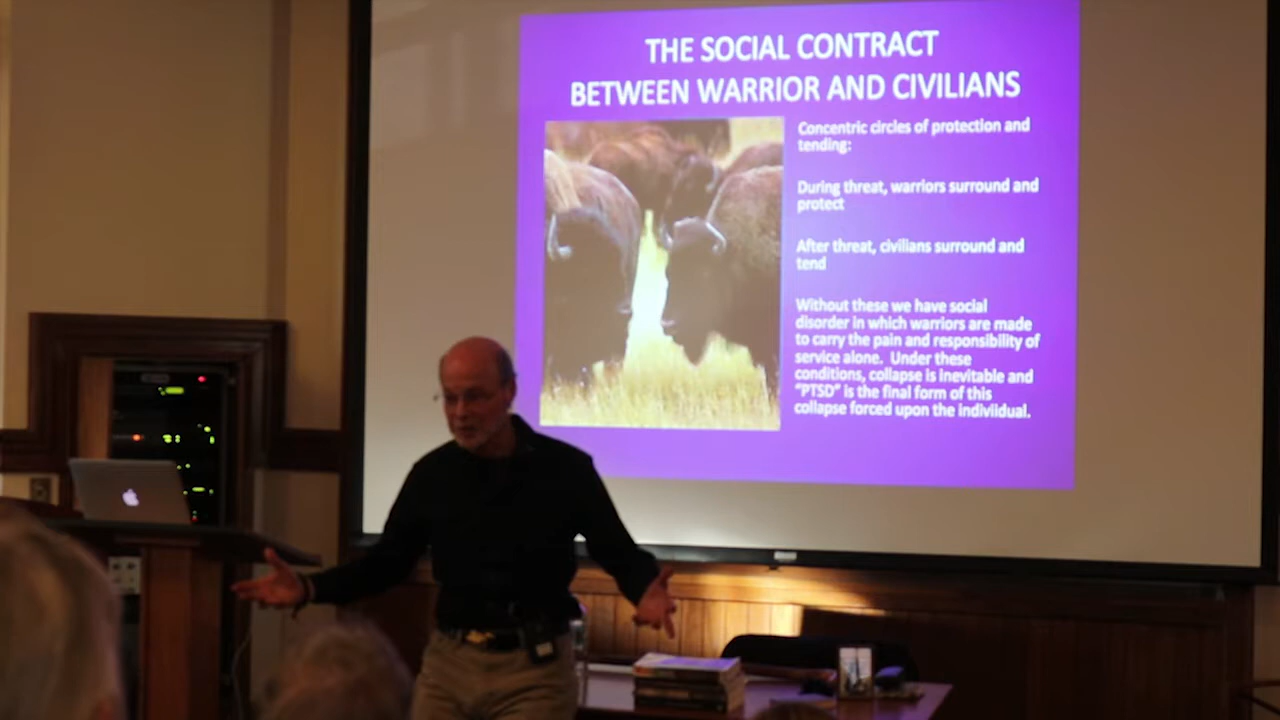 THE SOCIAL CONTRACT
BETWEEN WARRIOR AND CIVILIANS
Concentric circles of protection and
tending:
During threat, warriors surround and
protect
After threat, civilians surround and
tend
Without these we have social
disorder in which warriors are made
to carry the pain and responsibility of
service alone. Under these
conditions, collapse is inevitable and
"PTSD" is the final form of this
collapse forced upon the indiviidual.